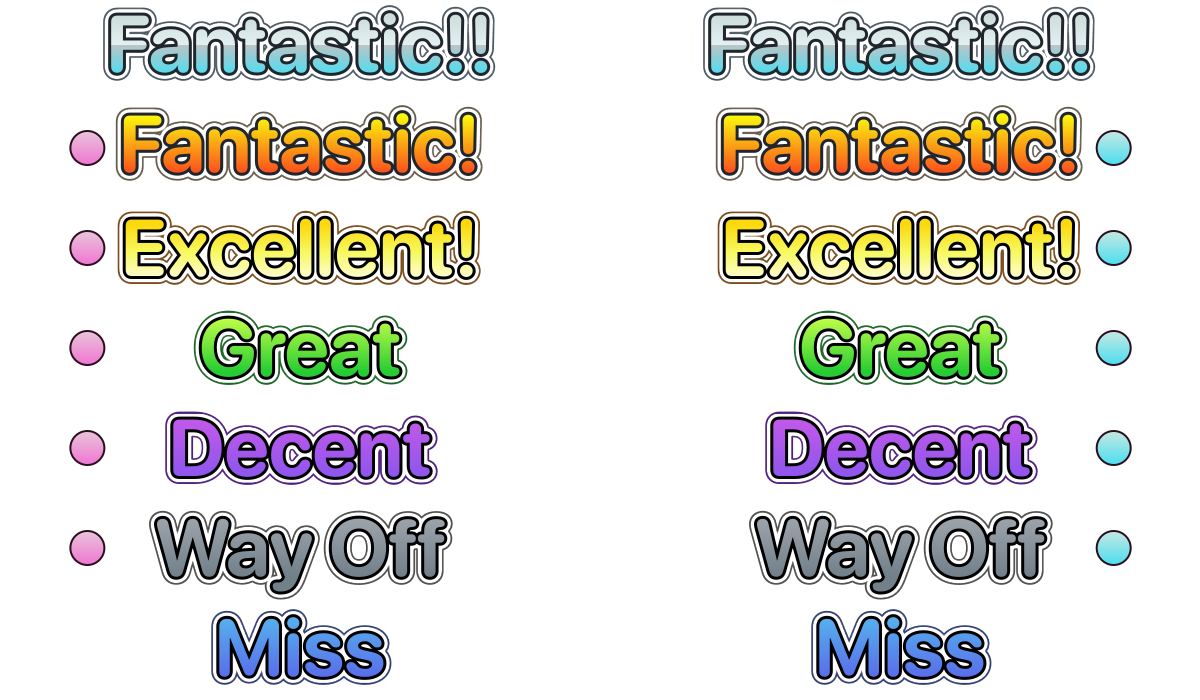 Fantastic!! Fantastic!!
Fantastic! Fantastic!
Excellent! Excellent!
Great Great
Decent Decent
Way Off Way Off
Miss Miss